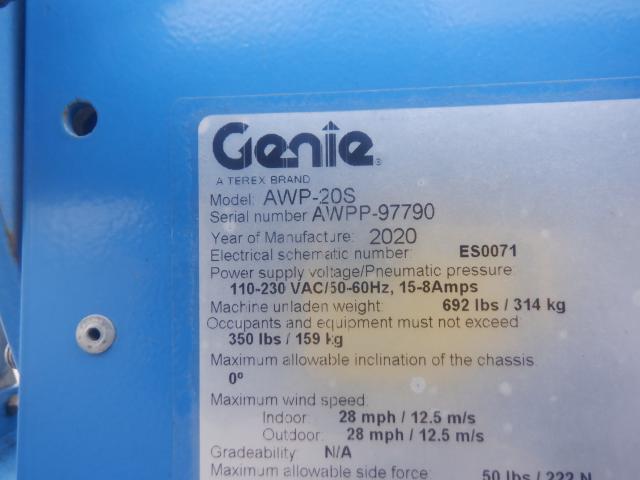 Genie®
A TEREX BRAND
Model: AWP-20S
Serial number AWPP-97790
Year of Manufacture: 2020
Electrical schematic number: ES0071
Power supply voltage/Pneumatic pressure:
110-230 VAC/50-60Hz, 15-8Amps
Machine unladen weight: 692 lbs / 314 kg
Occupants and equipment must not exceed:
350 lbs / 159 kg
Maximum allowable inclination of the chassis:
0º
Maximum wind speed:
Indoor: 28 mph / 12.5 m/s
Outdoor: 28 mph / 12.5 m/s
Gradeability: N/A
Maximum allowable side force: 50 lbs / 222 N